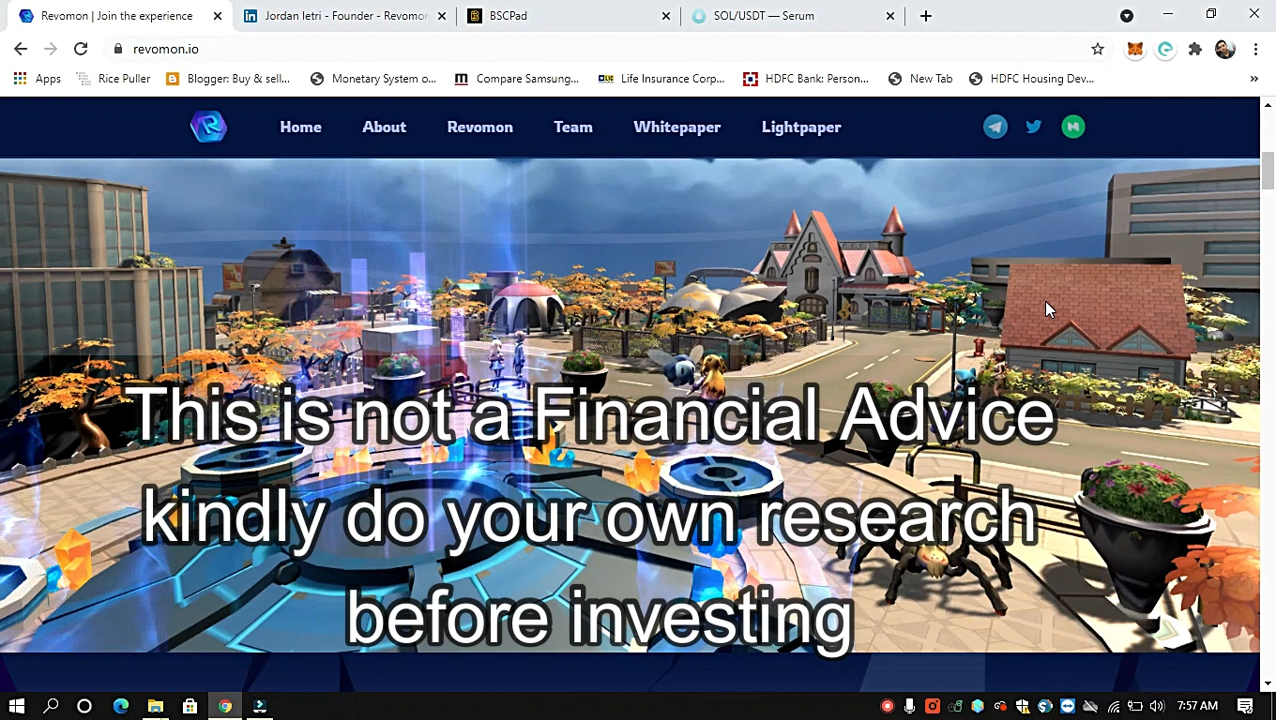 Revomon | Join the experience
Jordan Ietri - Founder - Revomon
BSCPad
SOL/USDT — Serum
revomon.io
Apps
Rice Puller
Blogger: Buy & sell...
Monetary System o...
Compare Samsung...
Life Insurance Corp...
HDFC Bank: Person...
New Tab
HDFC Housing Dev...
Home
About
Revomon
Team
Whitepaper
Lightpaper
This is not a Financial Advice
kindly do your own research
before investing
7:57 AM